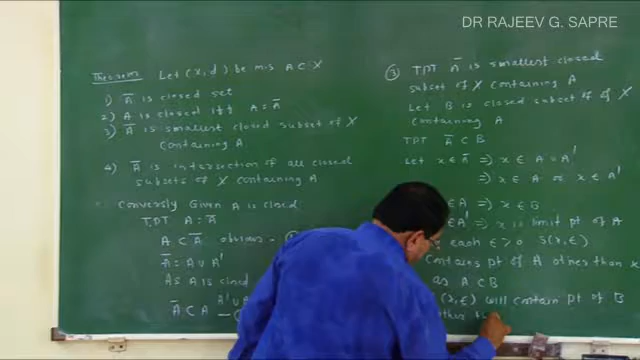 DR RAJEEV G. SAPRE
Theorem Let (X, d) be m.s A ⊂ X
1) A̅ is closed set
2) A is closed iff A = A̅
3) A̅ is smallest closed subset of X
containing A
4) A̅ is intersection of all closed
subsets of X containing A
Conversly Given A is closed
TPT A = A̅
A ⊂ A̅ obvious -
A̅ = A ∪ A'
As A is closed
A' ∪ A
A̅ ⊂ A —
③ TPT A̅ is smallest closed
subset of X containing A
Let B is closed subset of X
containing A
TPT A̅ ⊂ B
Let x ∈ A̅ ⇒ x ∈ A ∪ A'
⇒ x ∈ A or x ∈ A'
∈ A ⇒ x ∈ B
∈ A' ⇒ x is limit pt of A
each ε > 0 S(x, ε)
contains pt of A other than x
as A ⊂ B
(x, ε) will contain pt of B
other